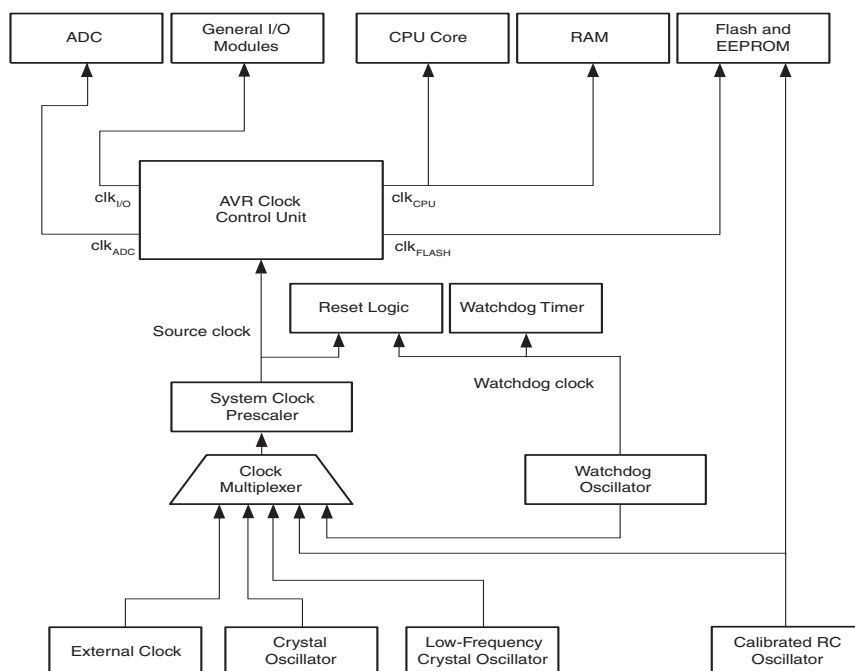 ADC
General I/O
Modules
CPU Core
RAM
Flash and
EEPROM
clkI/O
AVR Clock
Control Unit
clkCPU
clkADC
clkFLASH
Reset Logic
Watchdog Timer
Source clock
Watchdog clock
System Clock
Prescaler
Clock
Multiplexer
Watchdog
Oscillator
External Clock
Crystal
Oscillator
Low-Frequency
Crystal Oscillator
Calibrated RC
Oscillator